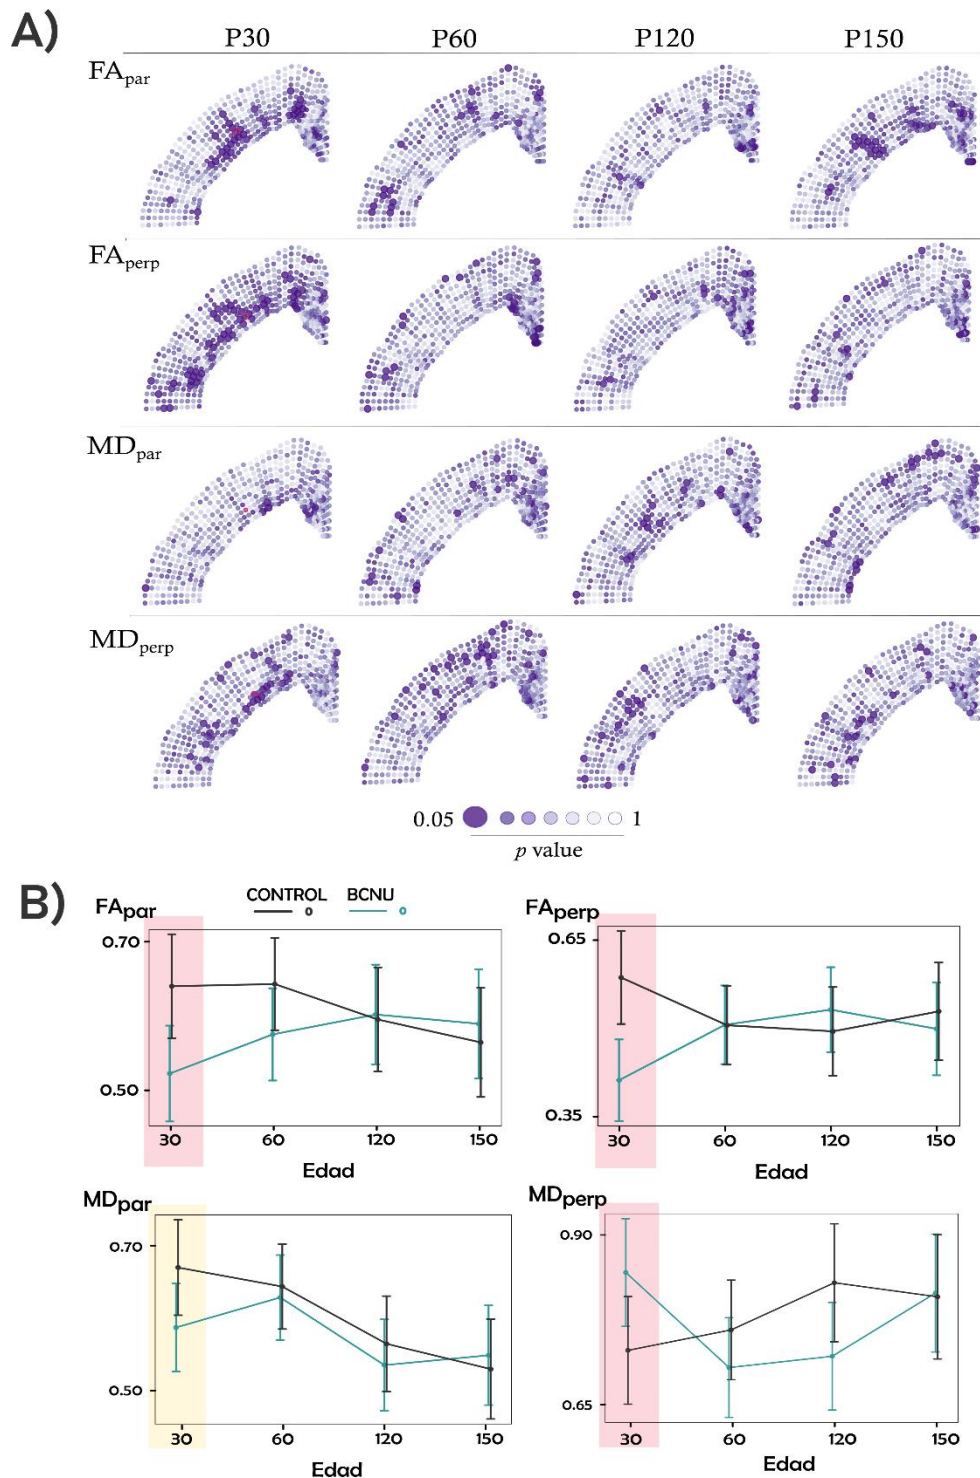 A)
P30 P60 P120 P150
FApar
FAperp
MDpar
MDperp
0.05 1
p value
B)
CONTROL BCNU
FApar
0.70
0.50
30 60 120 150
Edad
FAperp
0.65
0.35
30 60 120 150
Edad
MDpar
0.70
0.50
30 60 120 150
Edad
MDperp
0.90
0.65
30 60 120 150
Edad